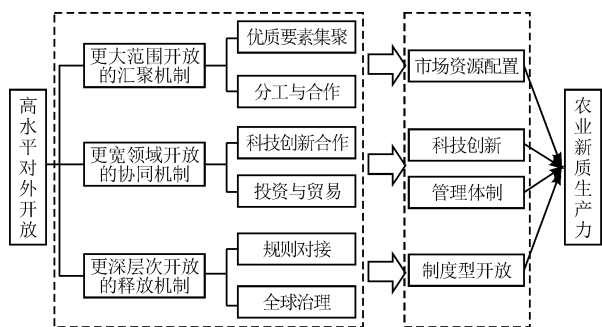 高水平对外开放
更大范围开放
的汇聚机制
优质要素集聚
分工与合作
更宽领域开放
的协同机制
科技创新合作
投资与贸易
更深层次开放
的释放机制
规则对接
全球治理
市场资源配置
科技创新
管理体制
制度型开放
农业新质生产力